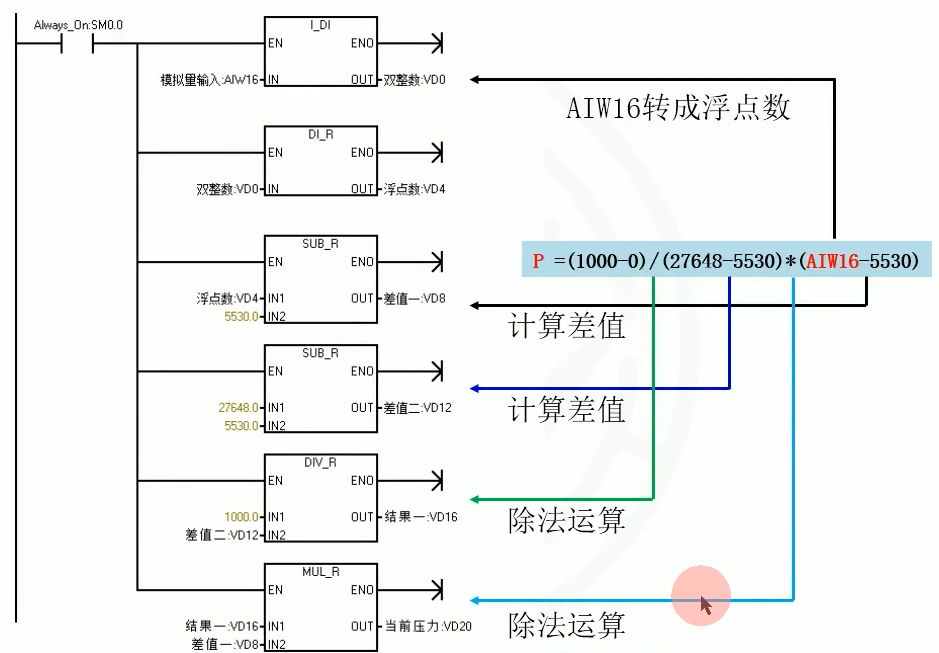 Always_On:SM0.0
I_DI
EN ENO
模拟量输入:AIW16 IN OUT 双整数:VD0
AIW16转成浮点数
DI_R
EN ENO
双整数:VD0 IN OUT 浮点数:VD4
SUB_R
EN ENO
P =(1000-0)/(27648-5530)*(AIW16-5530)
浮点数:VD4 IN1 OUT 差值一:VD8
5530.0 IN2
计算差值
SUB_R
EN ENO
27648.0 IN1 OUT 差值二:VD12
5530.0 IN2
计算差值
DIV_R
EN ENO
1000.0 IN1 OUT 结果一:VD16
差值二:VD12 IN2
除法运算
MUL_R
EN ENO
结果一:VD16 IN1 OUT 当前压力:VD20
差值一:VD8 IN2
除法运算